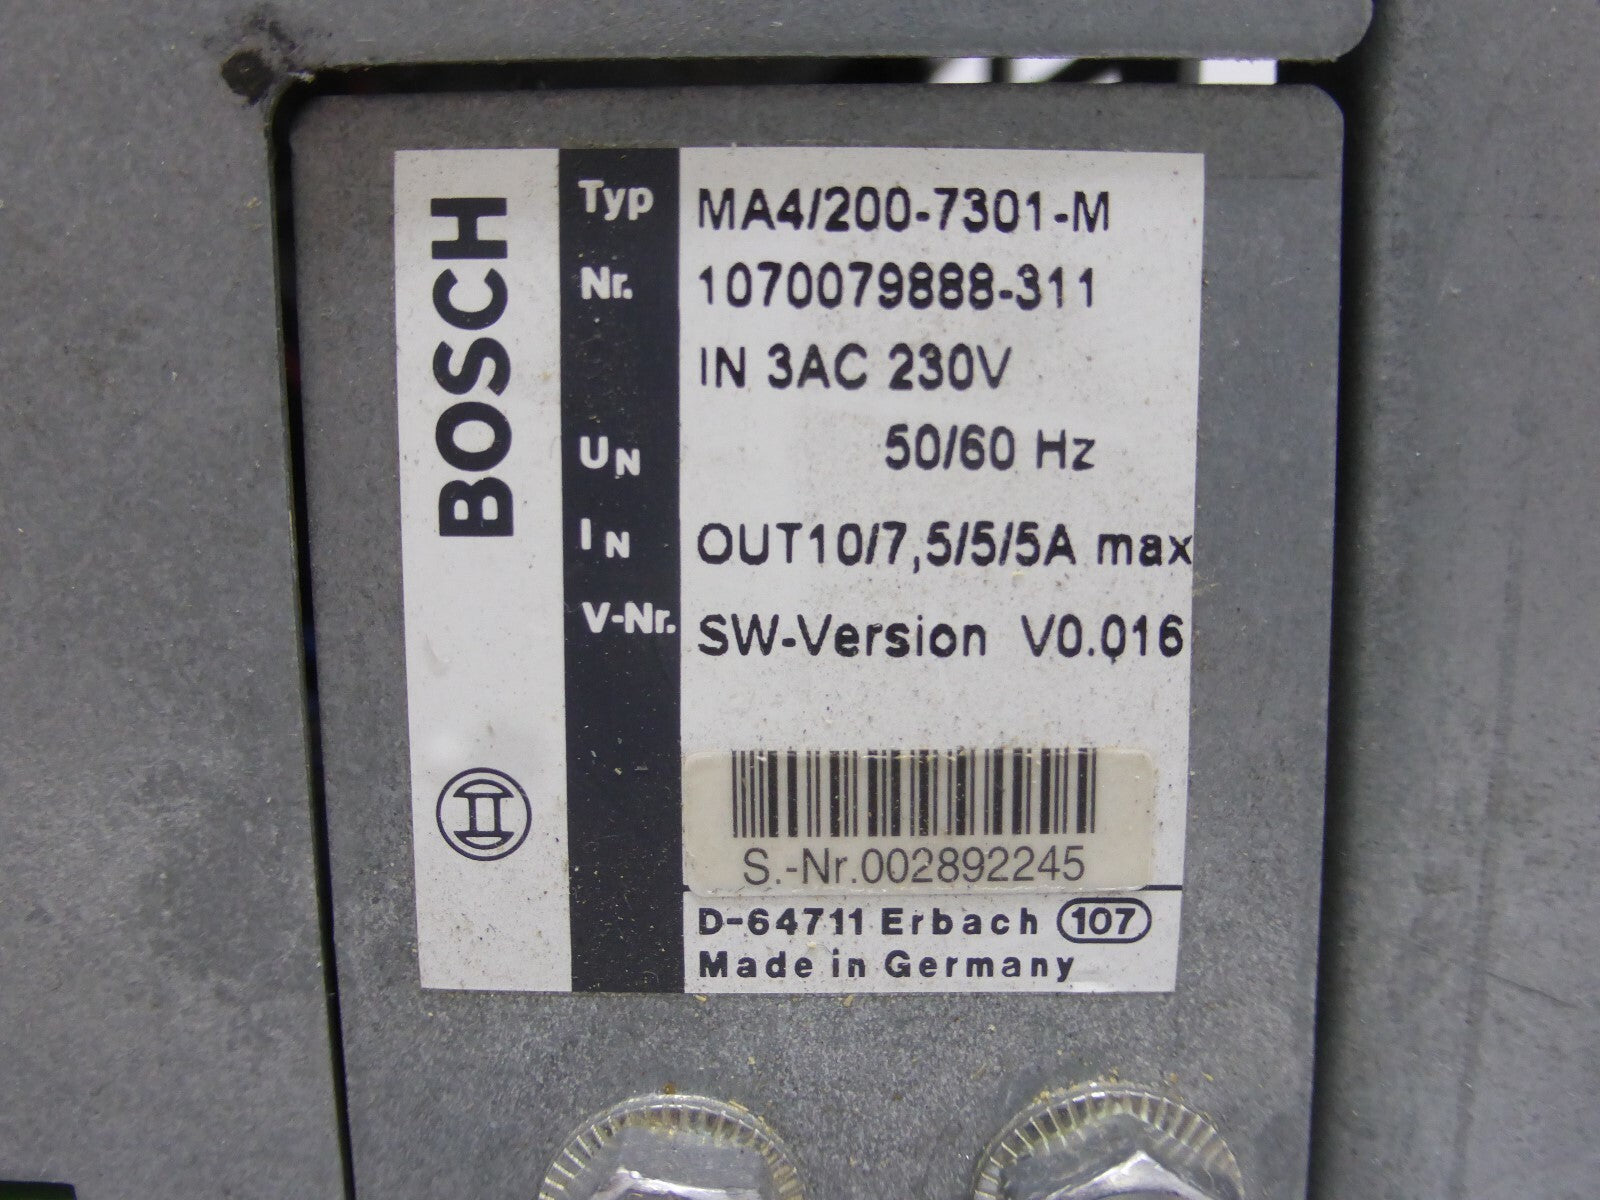 BOSCH
Typ MA4/200-7301-M
Nr. 1070079888-311
IN 3AC 230V
UN 50/60 Hz
IN OUT10/7,5/5/5A max
V-Nr. SW-Version V0.016
S.-Nr.002892245
D-64711 Erbach 107
Made in Germany